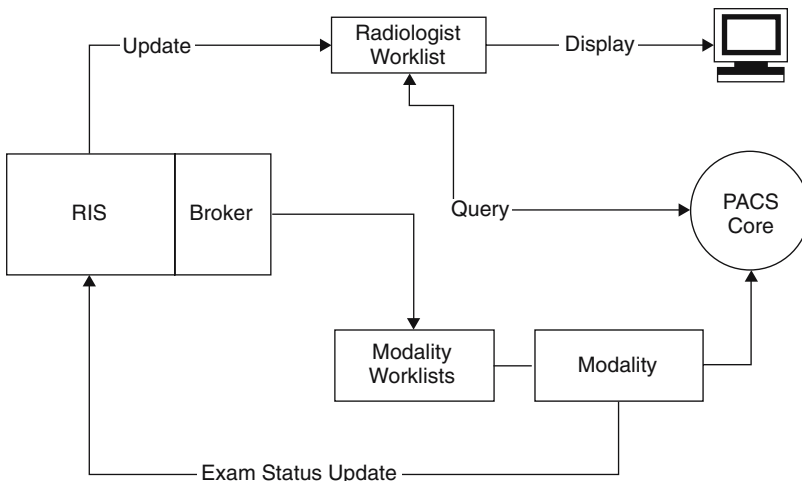 Update
Radiologist
Worklist
Display
RIS
Broker
Query
PACS
Core
Modality
Worklists
Modality
Exam Status Update